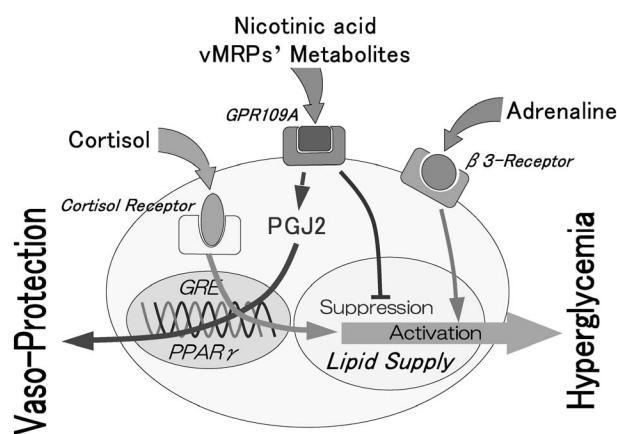 Nicotinic acid
vMRPs' Metabolites
GPR109A
Adrenaline
Cortisol
β3-Receptor
Cortisol Receptor
PGJ2
GRE
PPARγ
Suppression
Activation
Lipid Supply
Vaso-Protection
Hyperglycemia